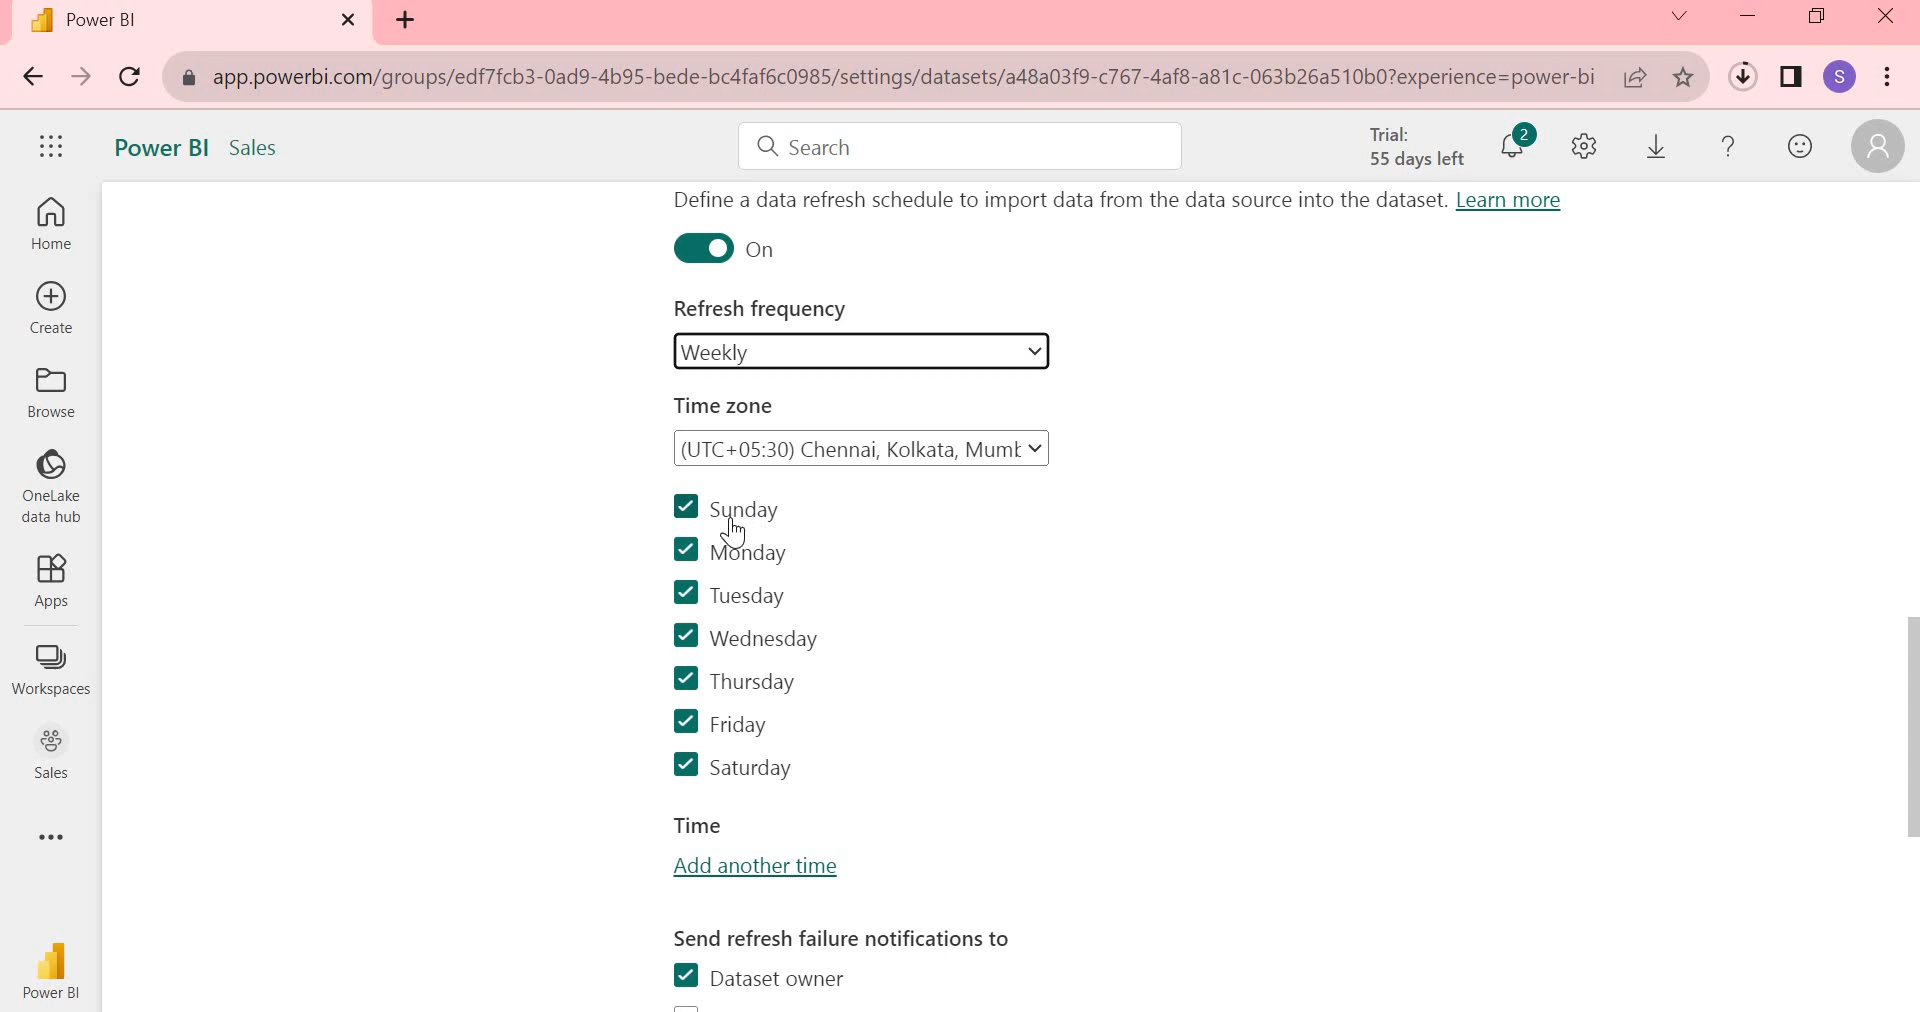 Power BI
app.powerbi.com/groups/edf7fcb3-0ad9-4b95-bede-bc4faf6c0985/settings/datasets/a48a03f9-c767-4af8-a81c-063b26a510b0?experience=power-bi
S
Power BI Sales
Search
Trial:
55 days left
2
Home
Create
Browse
OneLake
data hub
Apps
Workspaces
Sales
Power BI
Define a data refresh schedule to import data from the data source into the dataset. Learn more
On
Refresh frequency
Weekly
Time zone
(UTC+05:30) Chennai, Kolkata, Mumb
Sunday
Monday
Tuesday
Wednesday
Thursday
Friday
Saturday
Time
Add another time
Send refresh failure notifications to
Dataset owner